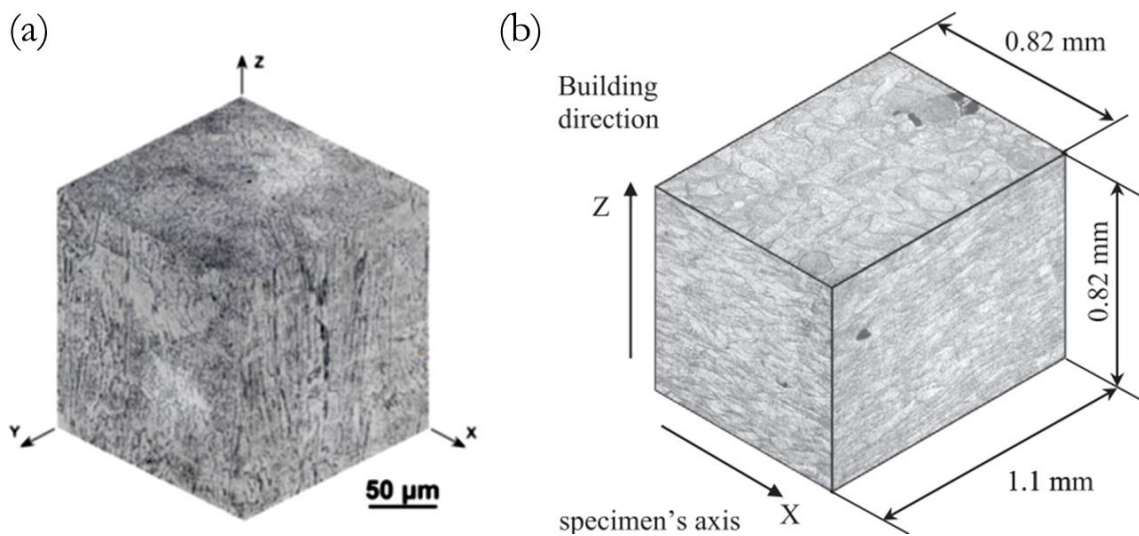 (a)
Z
Y
X
50 µm
(b)
Building
direction
Z
0.82 mm
0.82 mm
1.1 mm
X
specimen's axis